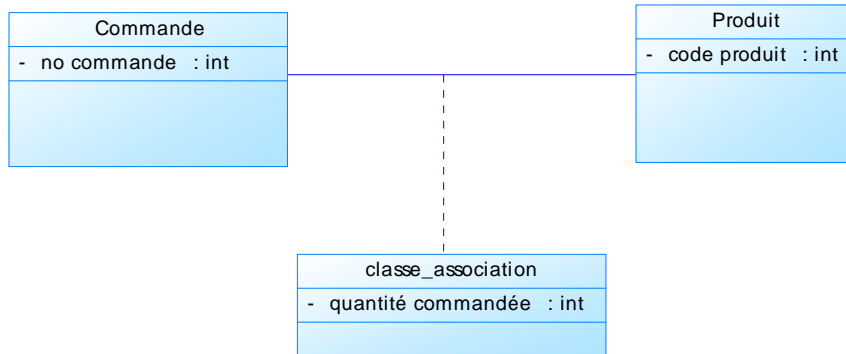 Commande
- no commande : int
Produit
- code produit : int
classe_association
- quantité commandée : int